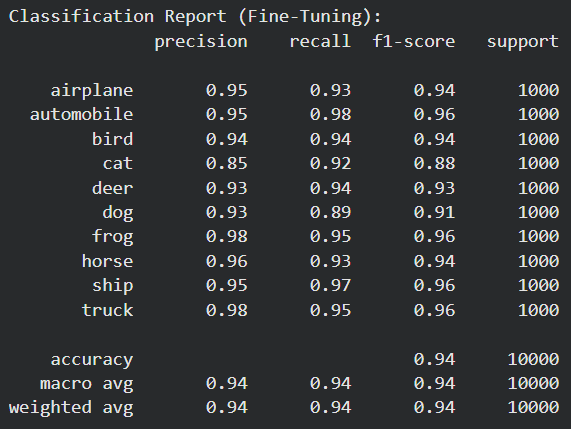 Classification Report (Fine-Tuning):
precision recall f1-score support
airplane 0.95 0.93 0.94 1000
automobile 0.95 0.98 0.96 1000
bird 0.94 0.94 0.94 1000
cat 0.85 0.92 0.88 1000
deer 0.93 0.94 0.93 1000
dog 0.93 0.89 0.91 1000
frog 0.98 0.95 0.96 1000
horse 0.96 0.93 0.94 1000
ship 0.95 0.97 0.96 1000
truck 0.98 0.95 0.96 1000
accuracy 0.94 10000
macro avg 0.94 0.94 0.94 10000
weighted avg 0.94 0.94 0.94 10000